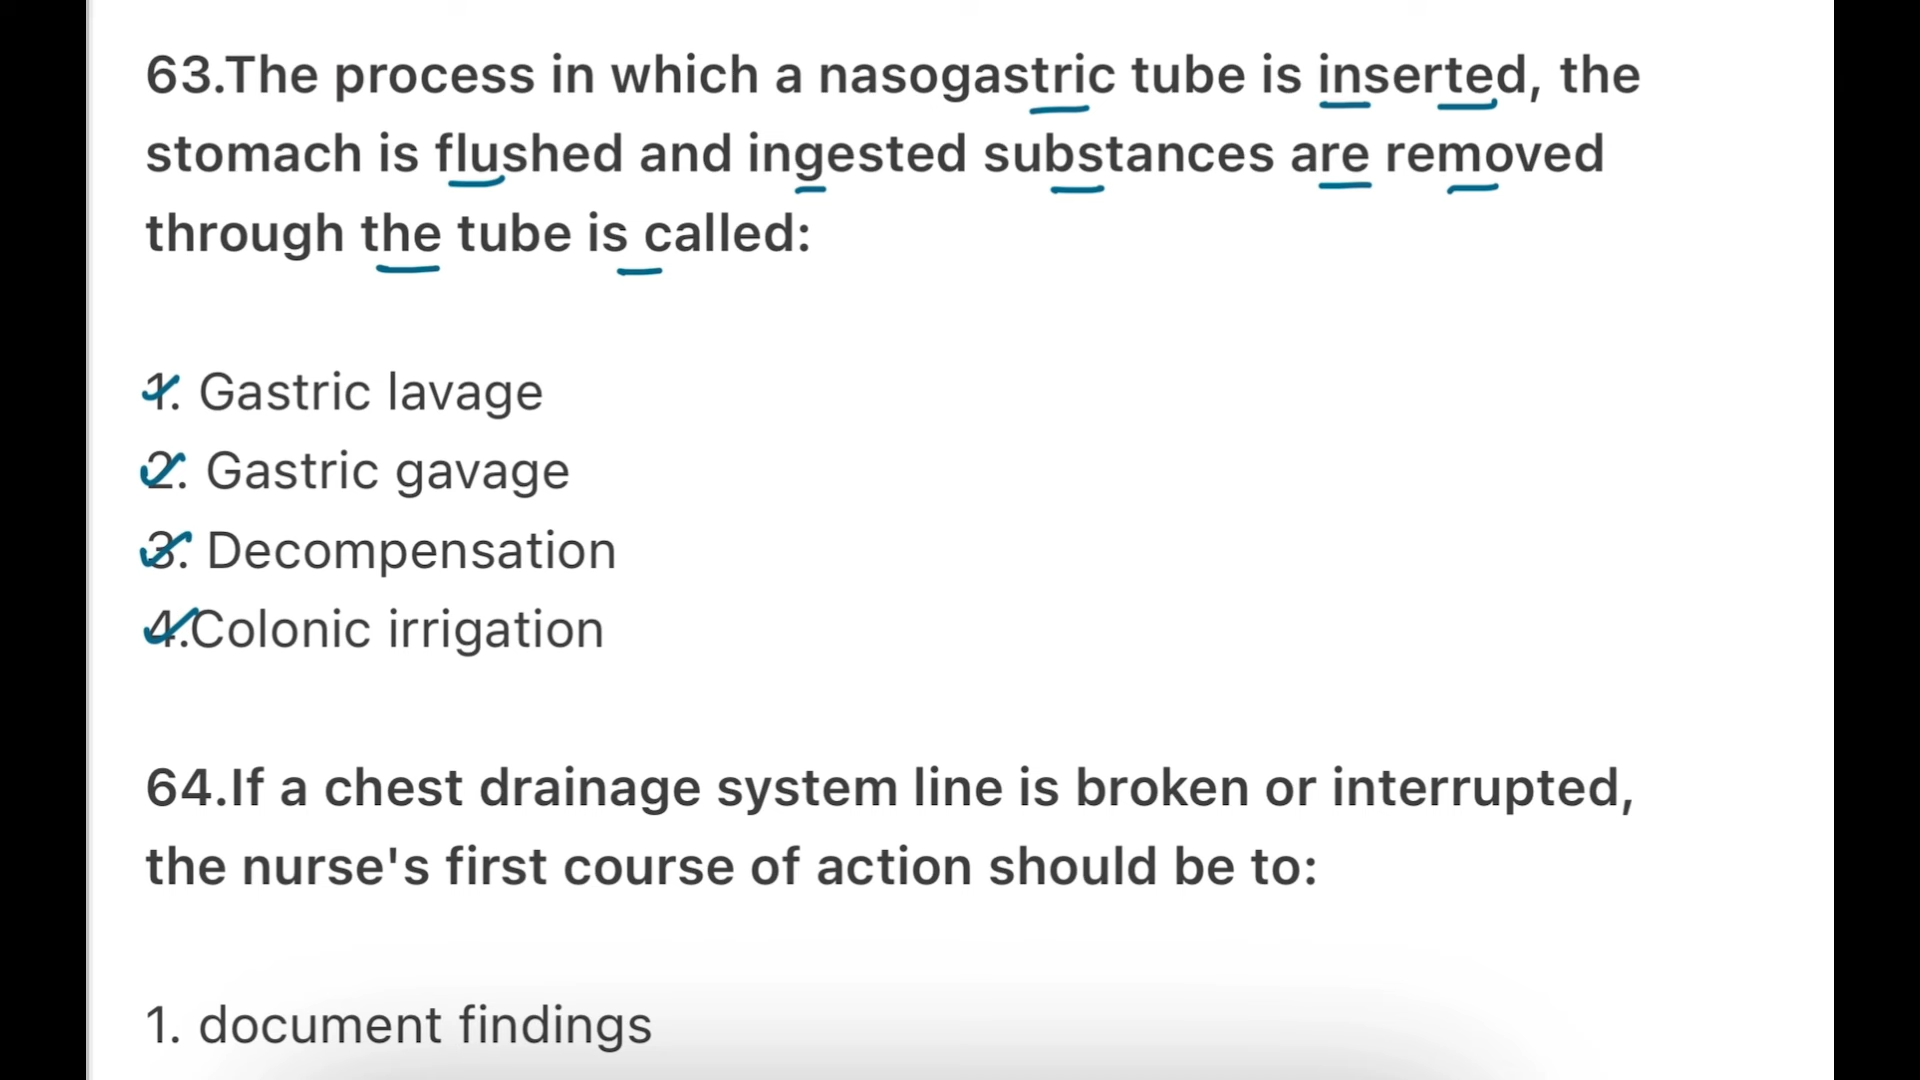 63.The process in which a nasogastric tube is inserted, the
stomach is flushed and ingested substances are removed
through the tube is called:
1. Gastric lavage
2. Gastric gavage
3. Decompensation
4.Colonic irrigation
64.If a chest drainage system line is broken or interrupted,
the nurse's first course of action should be to:
1. document findings